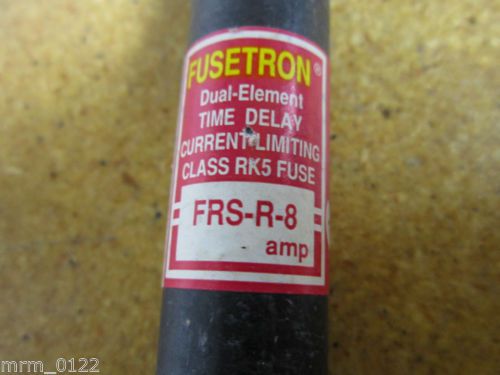 FUSETRON®
Dual-Element
TIME DELAY
CURRENT-LIMITING
CLASS RK5 FUSE
FRS-R-8
amp
mrm_0122